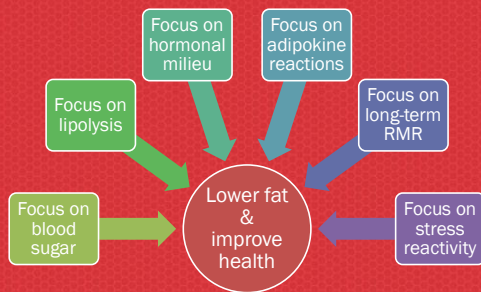 Focus on
hormonal
milieu
Focus on
adipokine
reactions
Focus on
lipolysis
Focus on
long-term
RMR
Focus on
blood
sugar
Lower fat
&
improve
health
Focus on
stress
reactivity